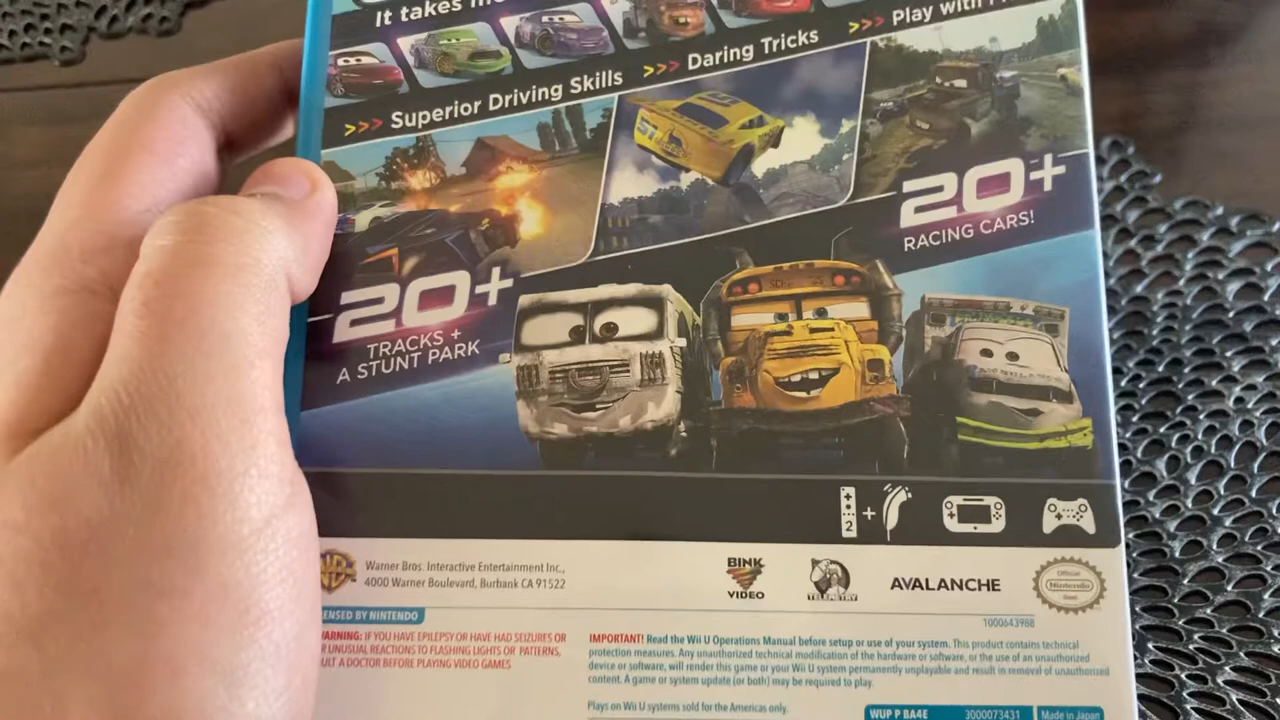 It takes
>>> Superior Driving Skills >>> Daring Tricks >>> Play with
51
20+
RACING CARS!
20+
TRACKS +
A STUNT PARK
AMBULANCE
2 +
WB
Warner Bros. Interactive Entertainment Inc.,
4000 Warner Boulevard, Burbank CA 91522
BINK
VIDEO
TELEMETRY
AVALANCHE
Official
Nintendo
Seal
1000643988
ENSED BY NINTENDO
ARNING: IF YOU HAVE EPILEPSY OR HAVE HAD SEIZURES OR
R UNUSUAL REACTIONS TO FLASHING LIGHTS OR PATTERNS,
ULT A DOCTOR BEFORE PLAYING VIDEO GAMES
IMPORTANT! Read the Wii U Operations Manual before setup or use of your system. This product contains technical
protection measures. Any unauthorized technical modification of the hardware or software, or the use of an unauthorized
device or software, will render this game or your Wii U system permanently unplayable and result in removal of unauthorized
content. A game or system update (or both) may be required to play.
Plays on Wii U systems sold for the Americas only.
WUP P BA4E 3000073431 Made in Japan